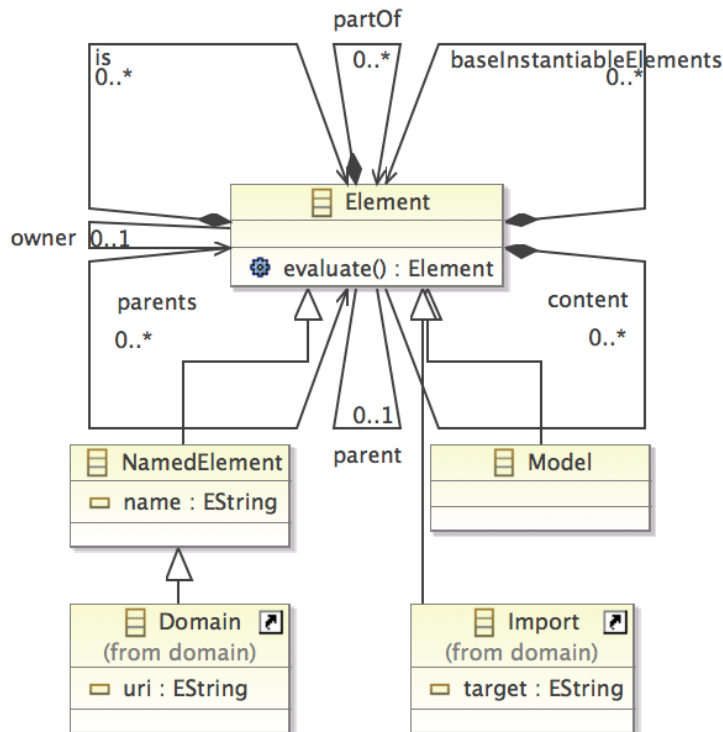 partOf
is
0..*
0..*
baseInstantiableElements
0..*
Element
owner
0..1
evaluate() : Element
parents
content
0..*
0..*
0..1
parent
NamedElement
Model
name : EString
Domain
Import
(from domain)
(from domain)
uri : EString
target : EString